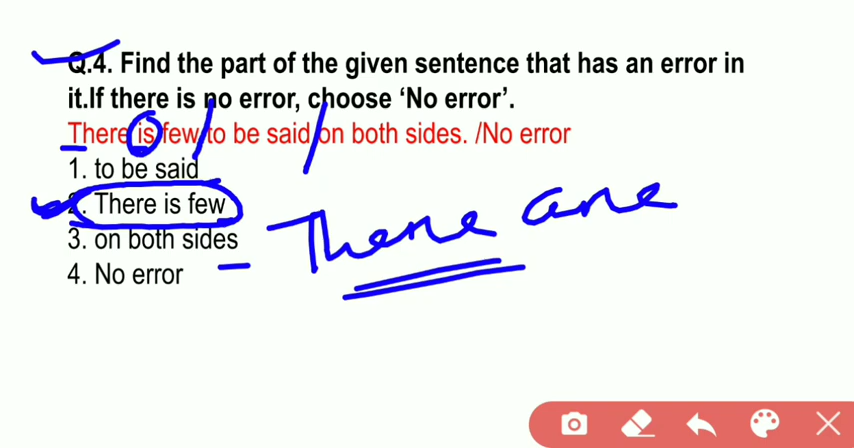 Q.4. Find the part of the given sentence that has an error in
it.If there is no error, choose ‘No error’.
There is few/to be said/on both sides. /No error
1. to be said
2. There is few
There are
3. on both sides
4. No error